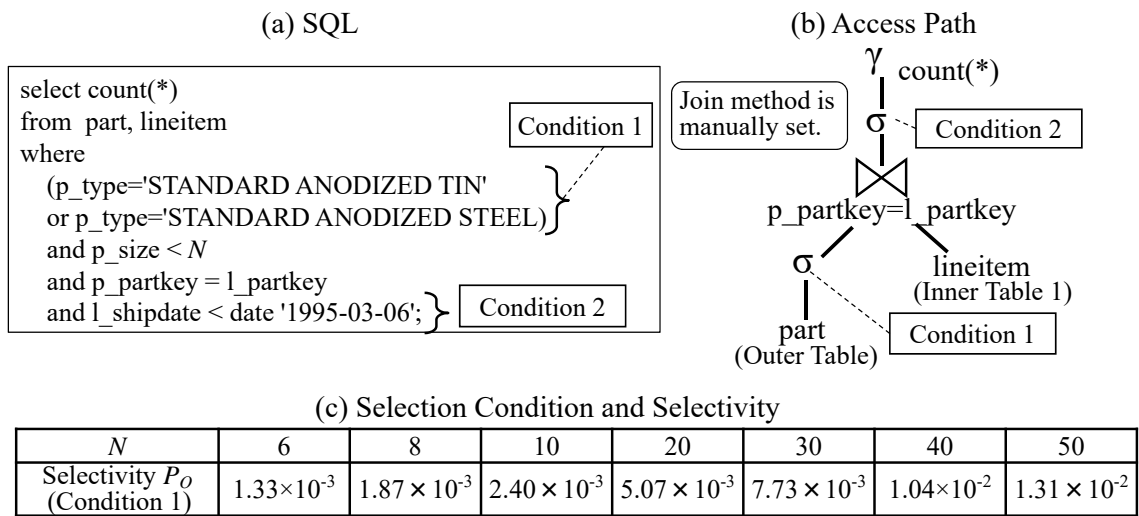 (a) SQL
select count(*)
from part, lineitem
where
(p_type='STANDARD ANODIZED TIN'
or p_type='STANDARD ANODIZED STEEL)
and p_size < N
and p_partkey = l_partkey
and l_shipdate < date '1995-03-06';
Condition 1
Condition 2
(b) Access Path
γ count(*)
Join method is
manually set.
σ
Condition 2
p_partkey=l_partkey
σ
lineitem
(Inner Table 1)
part
(Outer Table)
Condition 1
(c) Selection Condition and Selectivity
N 6 8 10 20 30 40 50
Selectivity P_O
(Condition 1)
1.33×10⁻³ 1.87 × 10⁻³ 2.40 × 10⁻³ 5.07 × 10⁻³ 7.73 × 10⁻³ 1.04×10⁻² 1.31 × 10⁻²